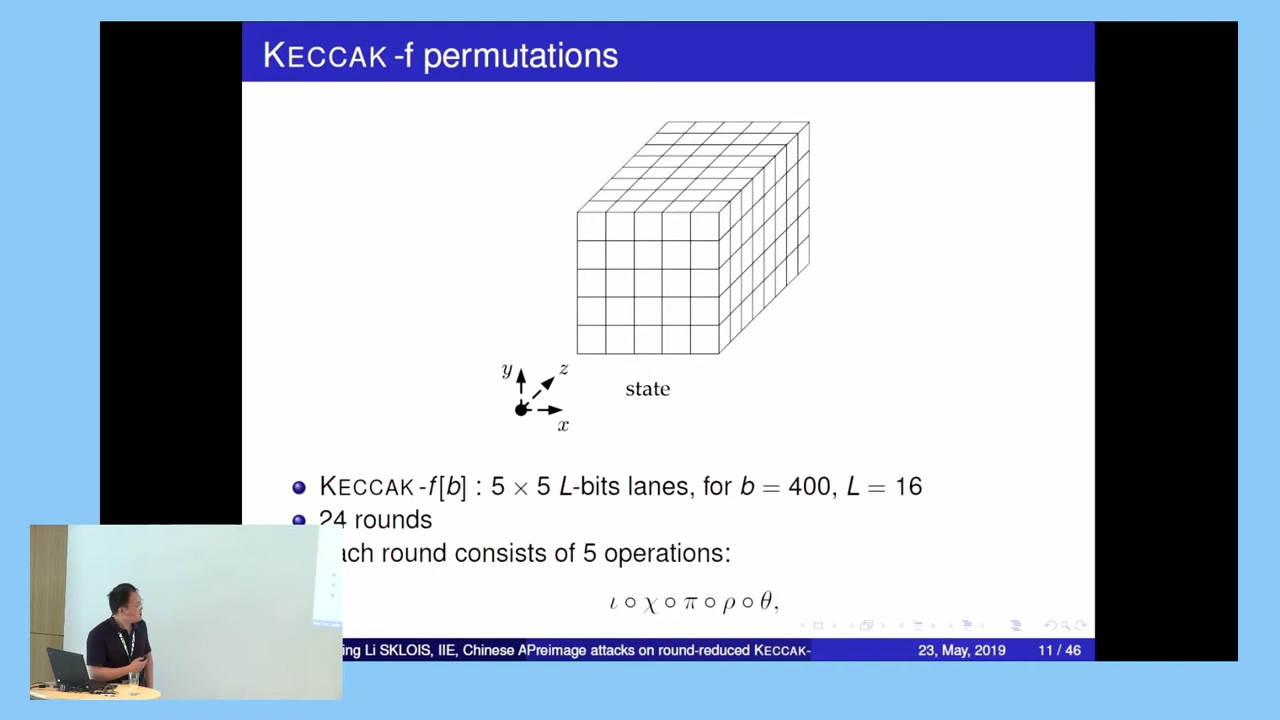 KECCAK -f permutations
y
z
x
state
KECCAK -f[b] : 5 × 5 L-bits lanes, for b = 400, L = 16
24 rounds
ach round consists of 5 operations:
ι ∘ χ ∘ π ∘ ρ ∘ θ,
ing Li SKLOIS, IIE, Chinese APreimage attacks on round-reduced KECCAK-
23, May, 2019
11 / 46